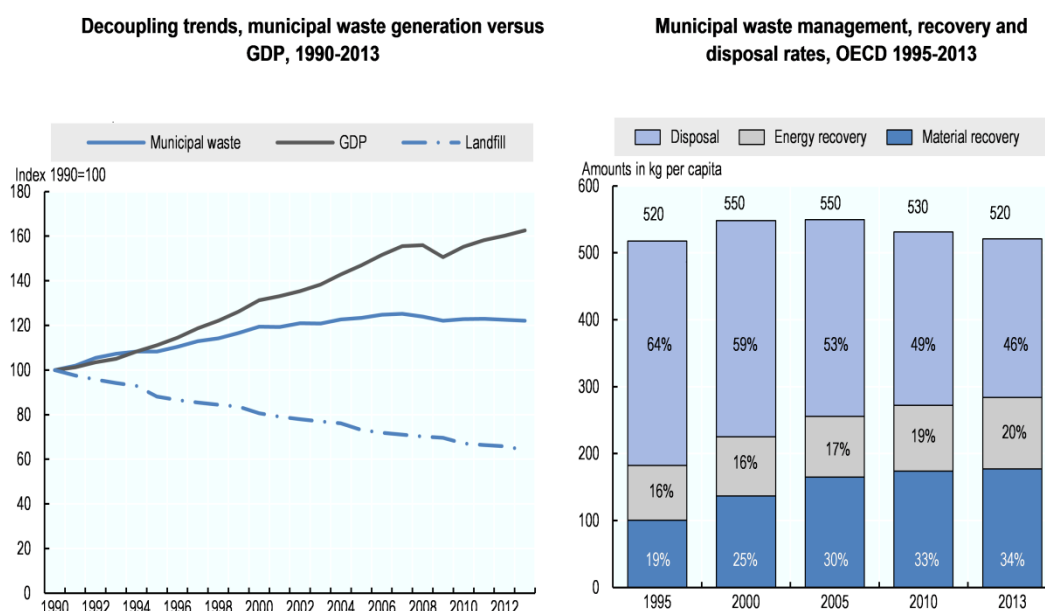 Decoupling trends, municipal waste generation versus
GDP, 1990-2013
Municipal waste management, recovery and
disposal rates, OECD 1995-2013
Municipal waste GDP Landfill
Index 1990=100
180
160
140
120
100
80
60
40
20
0
1990 1992 1994 1996 1998 2000 2002 2004 2006 2008 2010 2012
Disposal Energy recovery Material recovery
Amounts in kg per capita
600
500
400
300
200
100
0
520 550 550 530 520
64% 59% 53% 49% 46%
16% 16% 17% 19% 20%
19% 25% 30% 33% 34%
1995 2000 2005 2010 2013